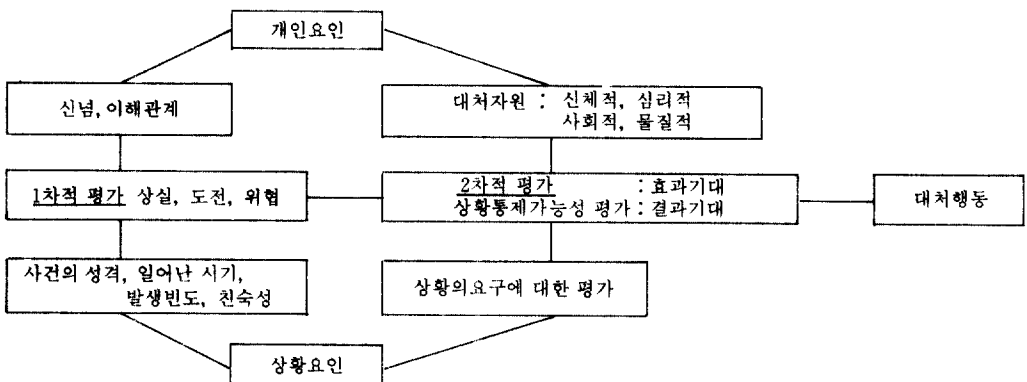 개인요인
신념, 이해관계
대처자원 : 신체적, 심리적
사회적, 물질적
1차적 평가 상실, 도전, 위협
2차적 평가 : 효과기대
상황통제가능성 평가 : 결과기대
대처행동
사건의 성격, 일어난 시기,
발생빈도, 친숙성
상황의요구에 대한 평가
상황요인